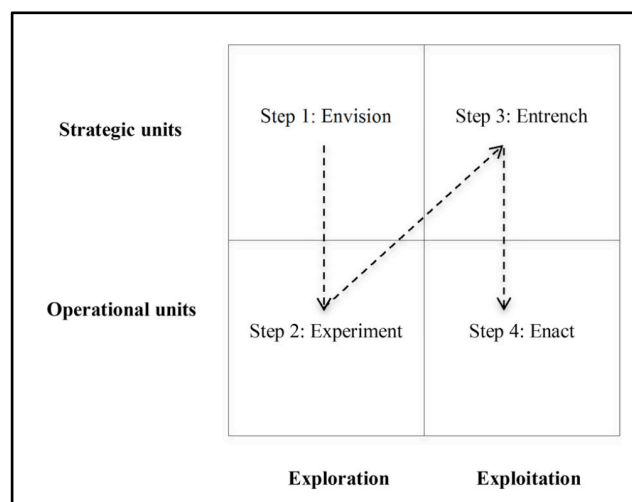 Step 1: Envision
Step 3: Entrench
Strategic units
Operational units
Step 2: Experiment
Step 4: Enact
Exploration
Exploitation